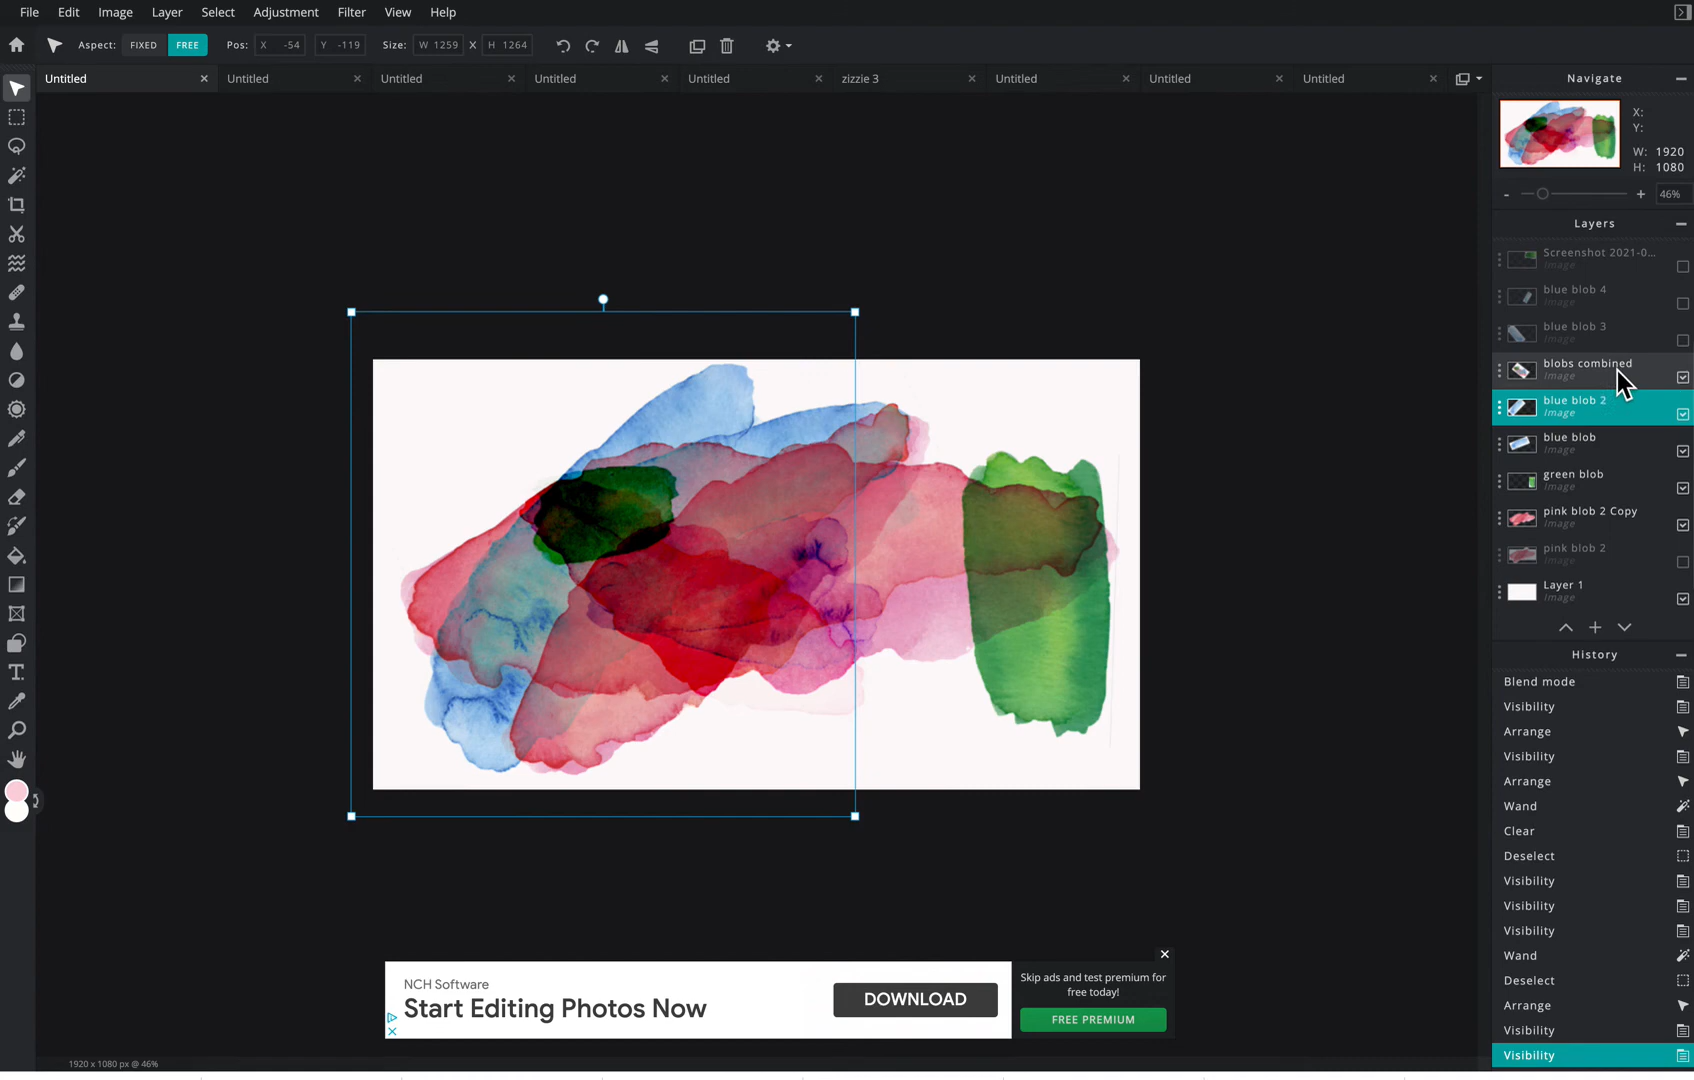 File Edit Image Layer Select Adjustment Filter View Help
Aspect: FIXED FREE Pos: X -54 Y -119 Size: W 1259 X H 1264
Untitled Untitled Untitled Untitled Untitled zizzie 3 Untitled Untitled Untitled
Navigate
X:
Y:
W: 1920
H: 1080
- + 46%
Layers
Screenshot 2021-0...
Image
blue blob 4
Image
blue blob 3
Image
blobs combined
Image
blue blob 2
Image
blue blob
Image
green blob
Image
pink blob 2 Copy
Image
pink blob 2
Image
Layer 1
Image
History
Blend mode
Visibility
Arrange
Visibility
Arrange
Wand
Clear
Deselect
Visibility
Visibility
Visibility
Wand
Deselect
Arrange
Visibility
Visibility
NCH Software
Start Editing Photos Now
DOWNLOAD
Skip ads and test premium for
free today!
FREE PREMIUM
1920 x 1080 px @ 46%